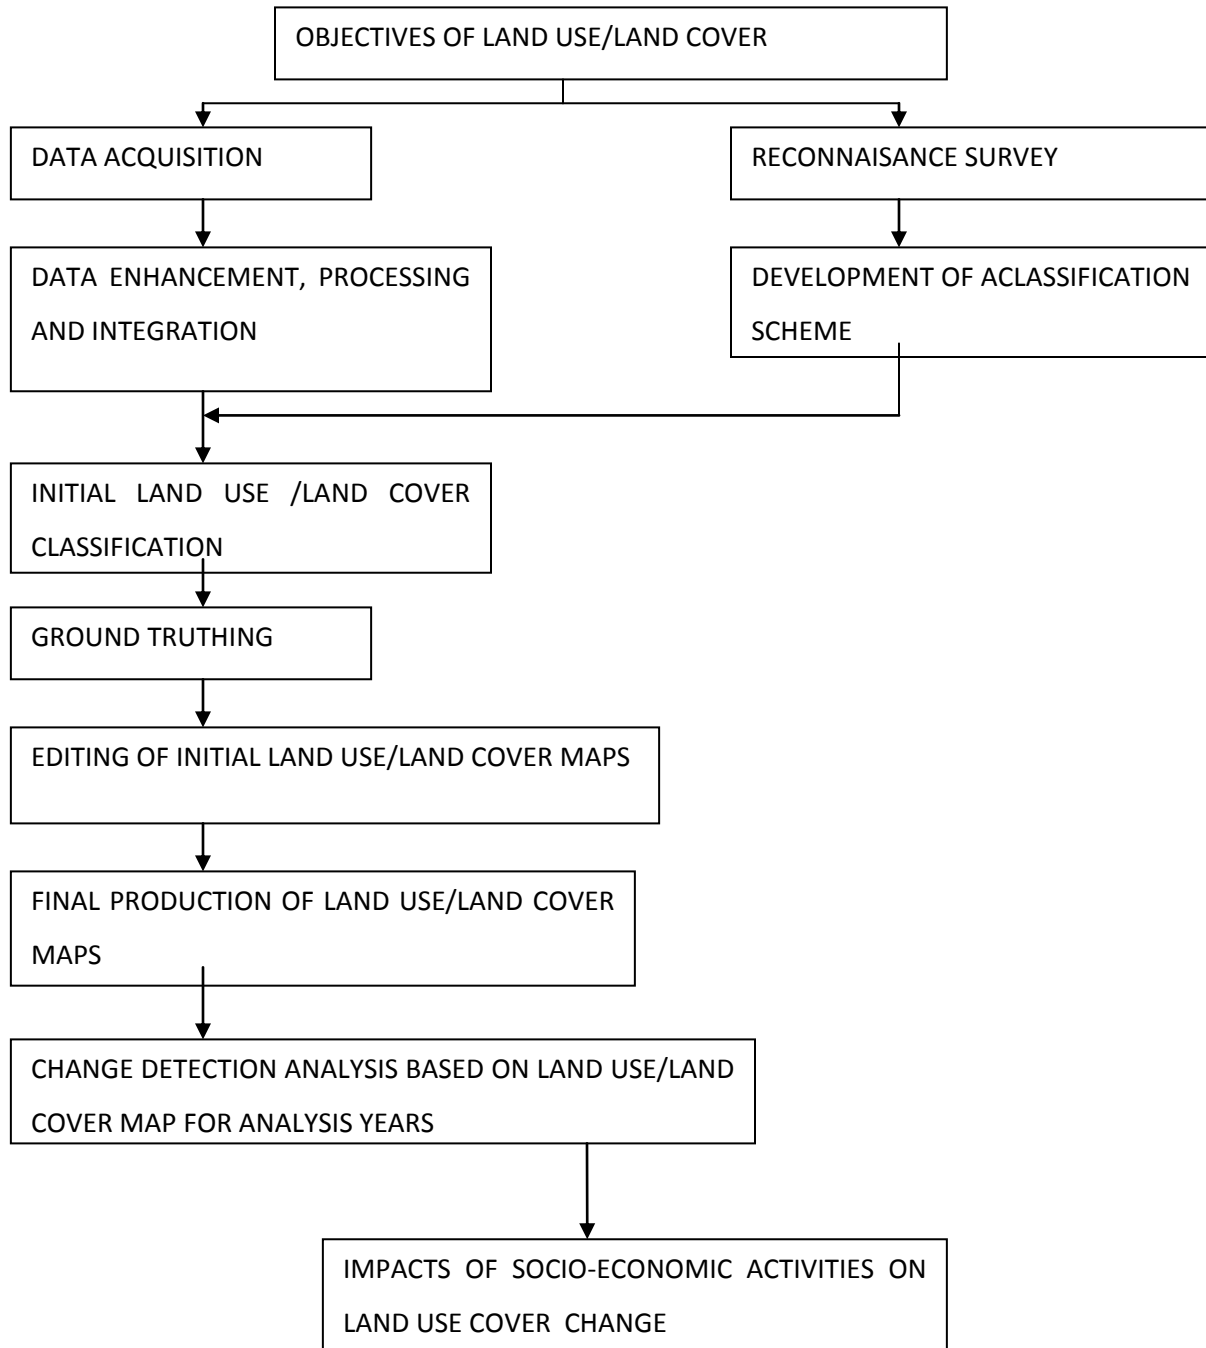 OBJECTIVES OF LAND USE/LAND COVER
DATA ACQUISITION
RECONNAISANCE SURVEY
DATA ENHANCEMENT, PROCESSING
AND INTEGRATION
DEVELOPMENT OF ACLASSIFICATION
SCHEME
INITIAL LAND USE /LAND COVER
CLASSIFICATION
GROUND TRUTHING
EDITING OF INITIAL LAND USE/LAND COVER MAPS
FINAL PRODUCTION OF LAND USE/LAND COVER
MAPS
CHANGE DETECTION ANALYSIS BASED ON LAND USE/LAND
COVER MAP FOR ANALYSIS YEARS
IMPACTS OF SOCIO-ECONOMIC ACTIVITIES ON
LAND USE COVER CHANGE